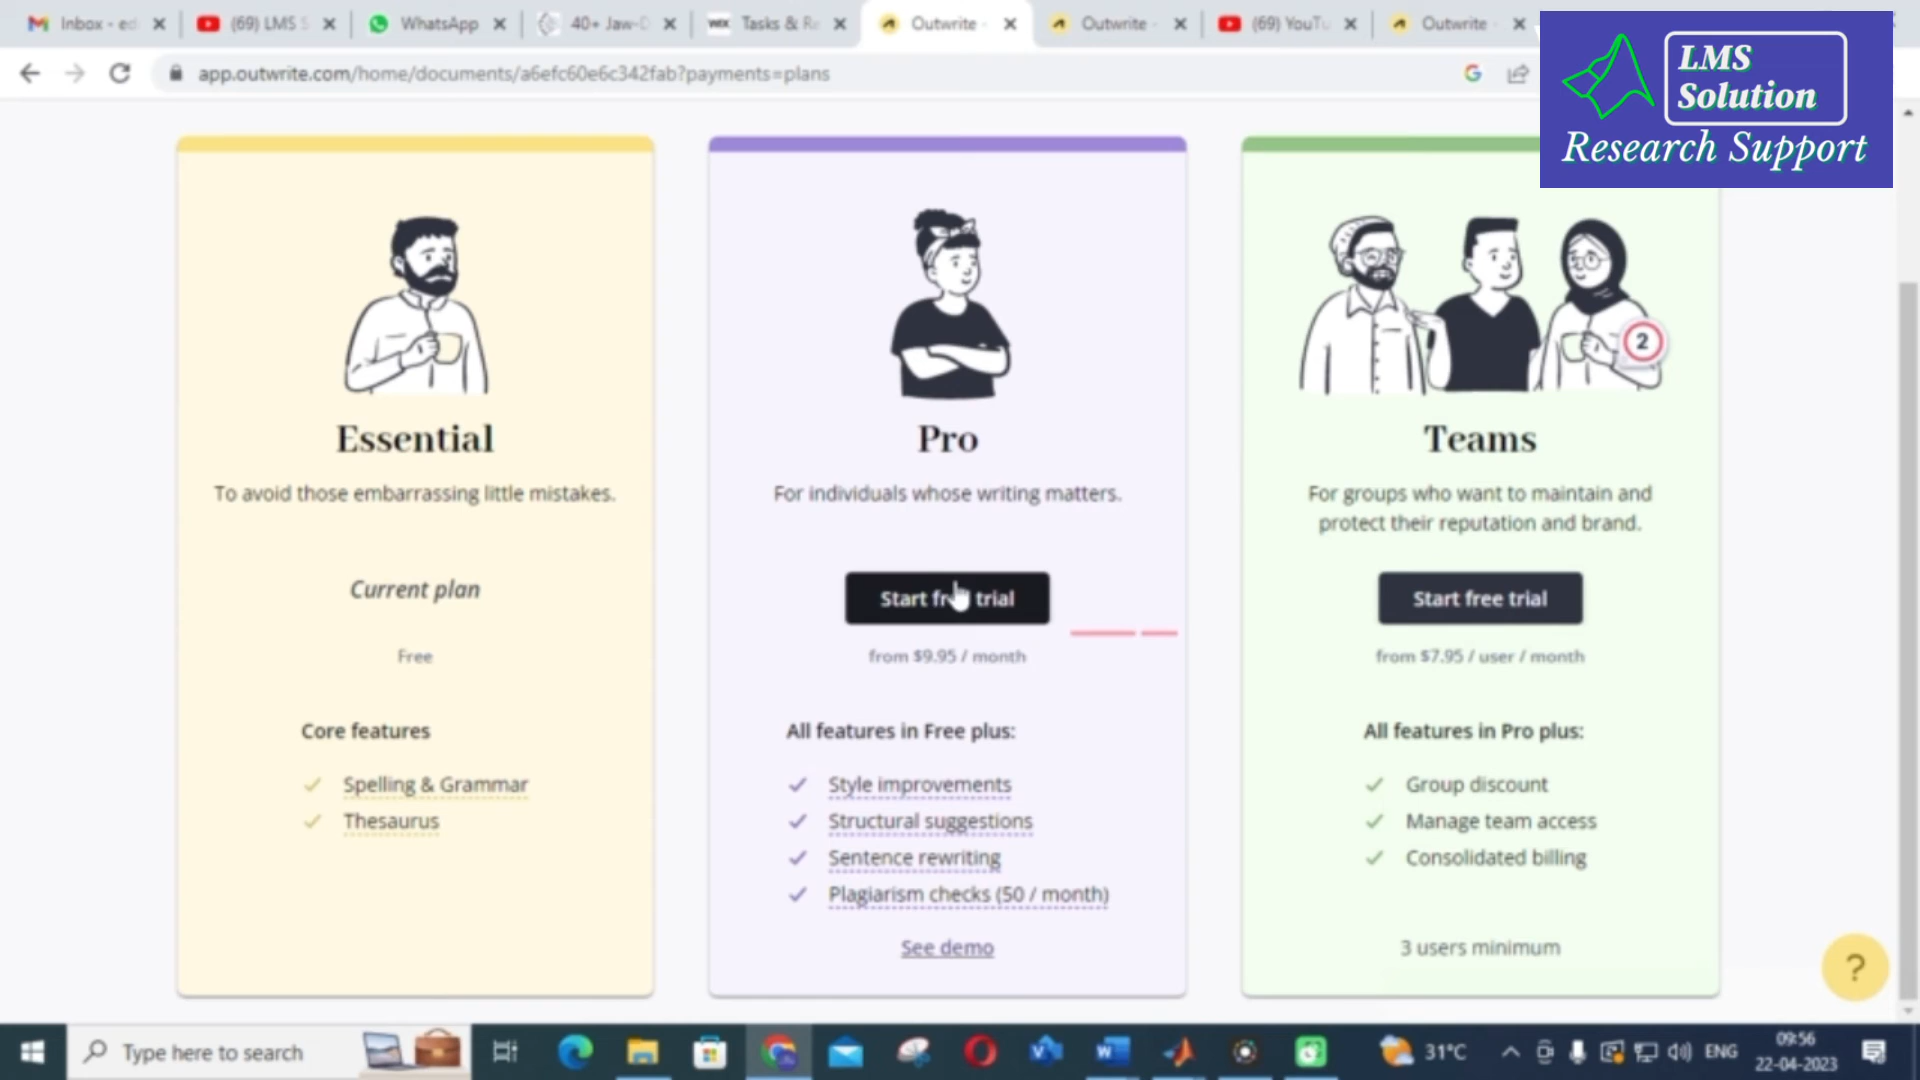 Inbox - ed
(69) LMS S
WhatsApp
40+ Jaw-D
WIX
Tasks & Re
Outwrite -
Outwrite -
(69) YouTu
Outwrite -
app.outwrite.com/home/documents/a6efc60e6c342fab?payments=plans
G
LMS
Solution
Research Support
2
Essential
To avoid those embarrassing little mistakes.
Current plan
Free
Core features
Spelling & Grammar
Thesaurus
Pro
For individuals whose writing matters.
Start free trial
from $9.95 / month
All features in Free plus:
Style improvements
Structural suggestions
Sentence rewriting
Plagiarism checks (50 / month)
See demo
Teams
For groups who want to maintain and
protect their reputation and brand.
Start free trial
from $7.95 / user / month
All features in Pro plus:
Group discount
Manage team access
Consolidated billing
3 users minimum
?
Type here to search
31°C
ENG
09:56
22-04-2023